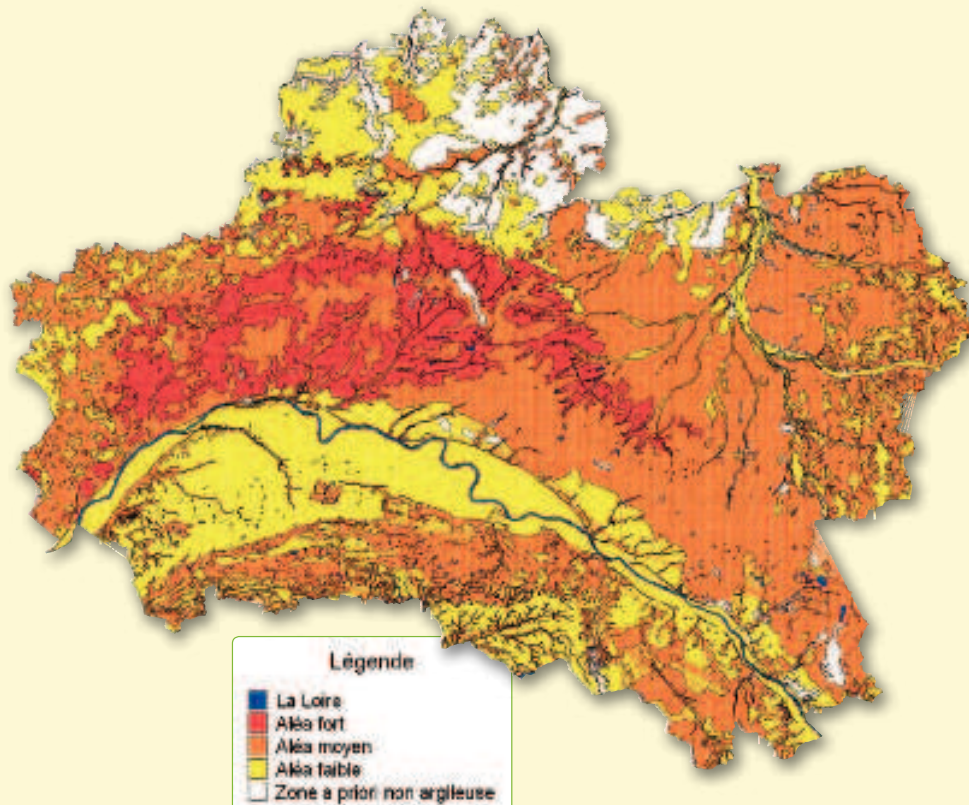 Légende
La Loire
Aléa fort
Aléa moyen
Aléa faible
Zone a priori non argileuse